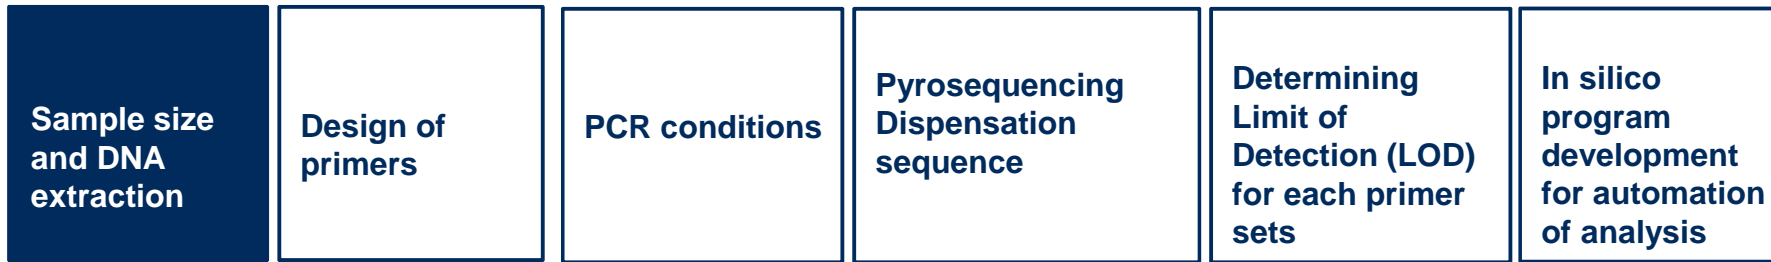 Sample size
and DNA
extraction
Design of
primers
PCR conditions
Pyrosequencing
Dispensation
sequence
Determining
Limit of
Detection (LOD)
for each primer
sets
In silico
program
development
for automation
of analysis